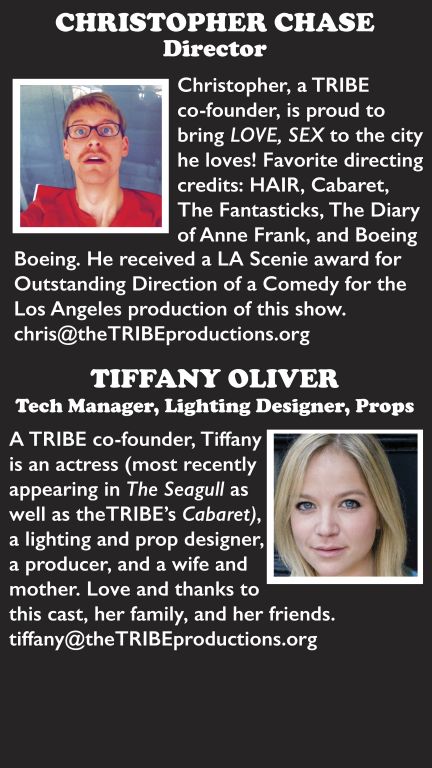 CHRISTOPHER CHASE
Director
Christopher, a TRIBE
co-founder, is proud to
bring LOVE, SEX to the city
he loves! Favorite directing
credits: HAIR, Cabaret,
The Fantasticks, The Diary
of Anne Frank, and Boeing
Boeing. He received a LA Scenie award for
Outstanding Direction of a Comedy for the
Los Angeles production of this show.
chris@theTRIBEproductions.org
TIFFANY OLIVER
Tech Manager, Lighting Designer, Props
A TRIBE co-founder, Tiffany
is an actress (most recently
appearing in The Seagull as
well as theTRIBE's Cabaret),
a lighting and prop designer,
a producer, and a wife and
mother. Love and thanks to
this cast, her family, and her friends.
tiffany@theTRIBEproductions.org